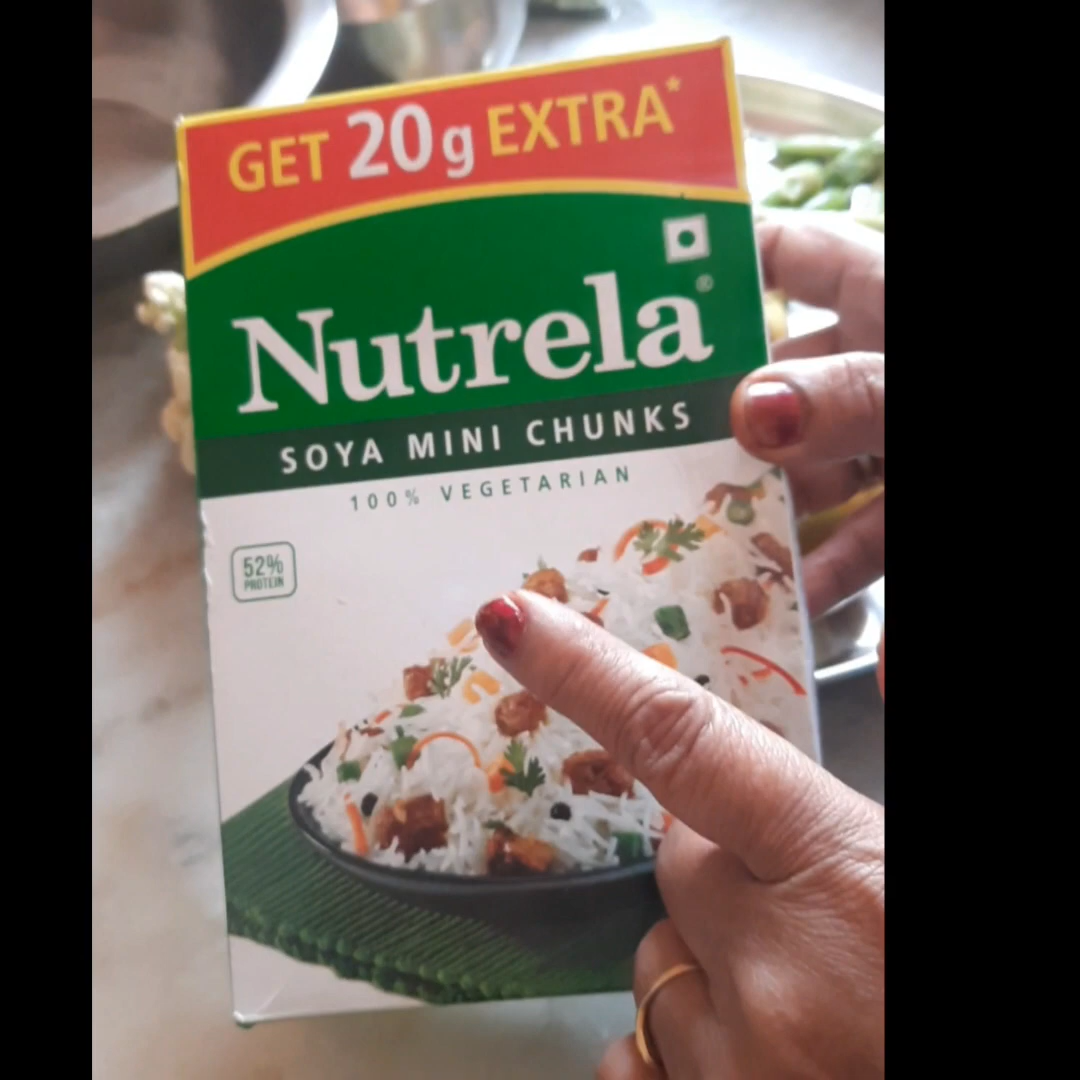 GET 20g EXTRA*
Nutrela®
SOYA MINI CHUNKS
100% VEGETARIAN
52%
PROTEIN